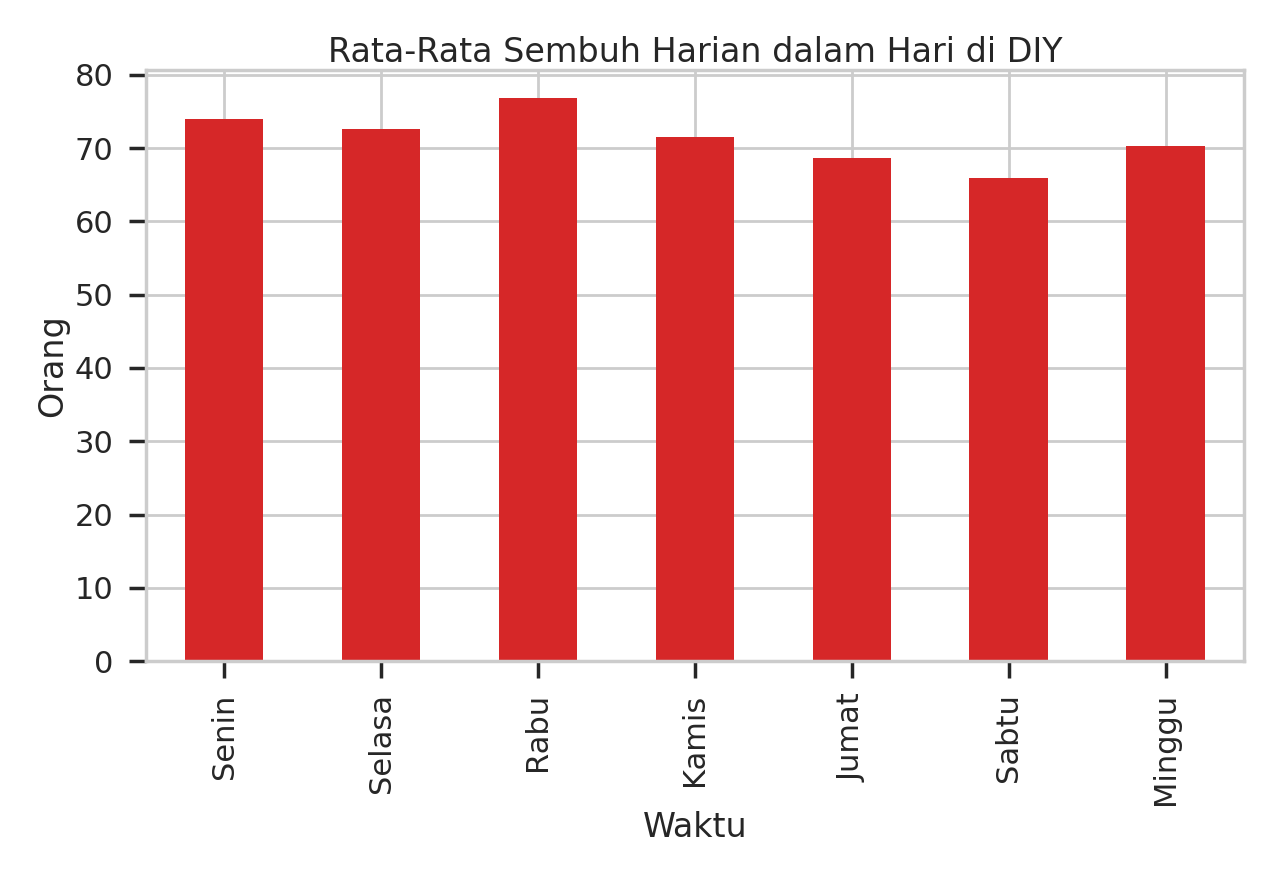 Rata-Rata Sembuh Harian dalam Hari di DIY
80
70
60
50
40
30
20
10
0
Orang
Senin
Selasa
Rabu
Kamis
Jumat
Sabtu
Minggu
Waktu